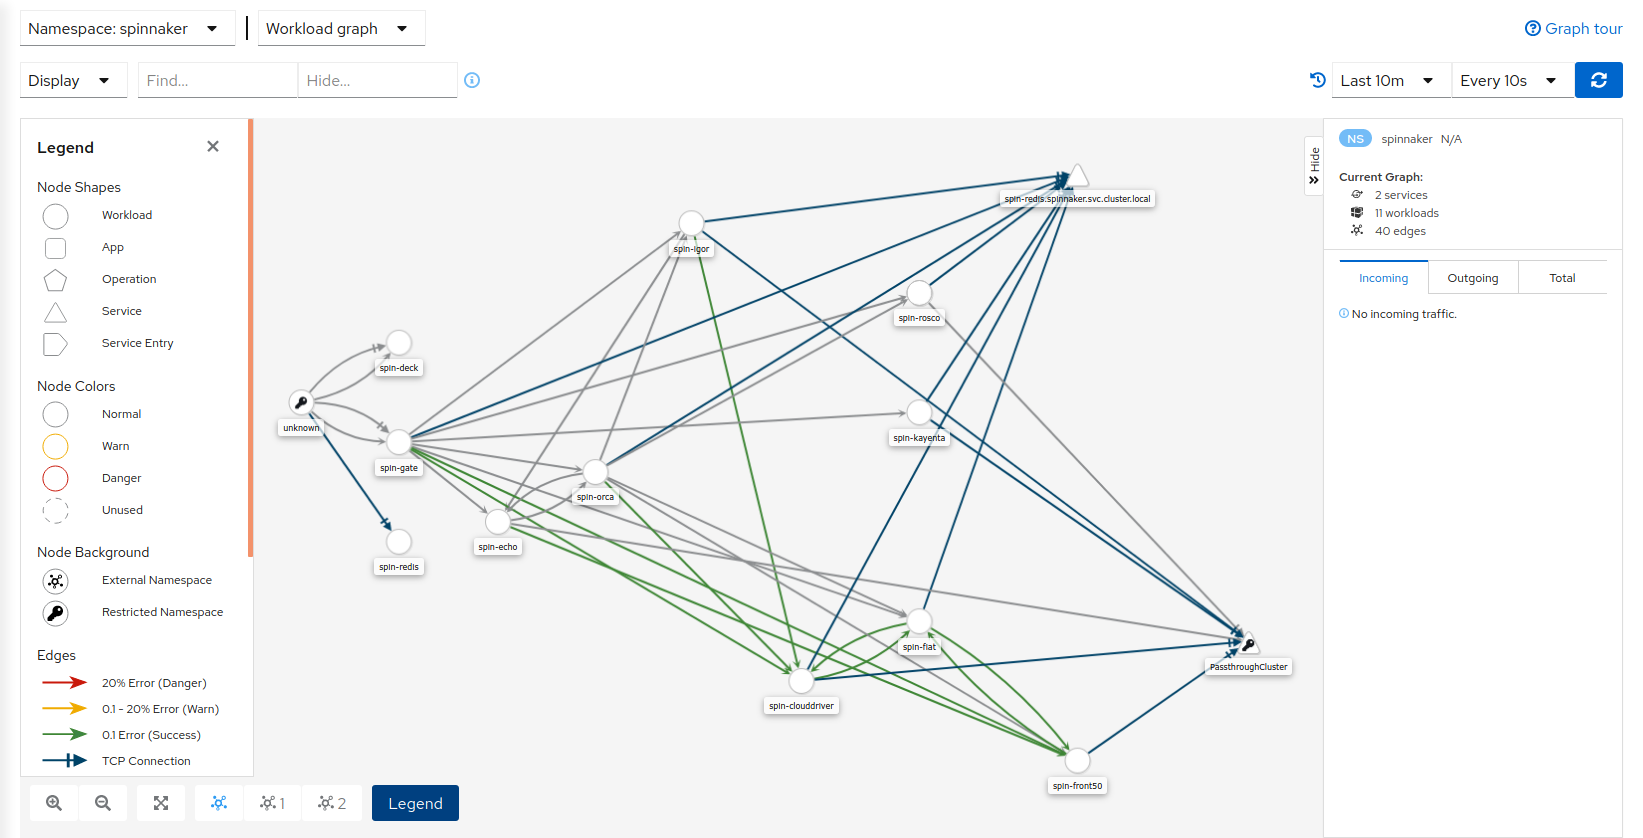 Namespace: spinnaker
Workload graph
Graph tour
Display
Find...
Hide...
Last 10m
Every 10s
Legend
Node Shapes
Workload
App
Operation
Service
Service Entry
Node Colors
Normal
Warn
Danger
Unused
Node Background
External Namespace
Restricted Namespace
Edges
20% Error (Danger)
0.1 - 20% Error (Warn)
0.1 Error (Success)
TCP Connection
spin-redis.spinnaker.svc.cluster.local
spin-igor
spin-rosco
spin-deck
unknown
spin-kayenta
spin-gate
spin-orca
spin-echo
spin-redis
spin-fiat
PassthroughCluster
spin-clouddriver
spin-front50
1
2
Legend
Hide
NS spinnaker N/A
Current Graph:
2 services
11 workloads
40 edges
Incoming
Outgoing
Total
No incoming traffic.